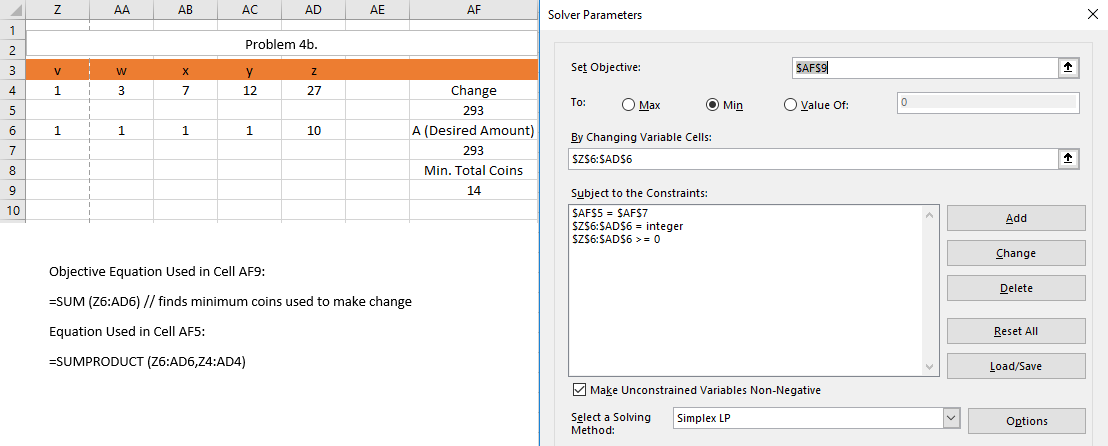 Z AA AB AC AD AE AF
1
2 Problem 4b.
3 v w x y z
4 1 3 7 12 27 Change
5 293
6 1 1 1 1 10 A (Desired Amount)
7 293
8 Min. Total Coins
9 14
10
Objective Equation Used in Cell AF9:
=SUM (Z6:AD6) // finds minimum coins used to make change
Equation Used in Cell AF5:
=SUMPRODUCT (Z6:AD6,Z4:AD4)
Solver Parameters
Set Objective: $AF$9
To: Max Min Value Of: 0
By Changing Variable Cells:
$Z$6:$AD$6
Subject to the Constraints:
$AF$5 = $AF$7
$Z$6:$AD$6 = integer
$Z$6:$AD$6 >= 0
Add
Change
Delete
Reset All
Load/Save
Make Unconstrained Variables Non-Negative
Select a Solving
Method:
Simplex LP
Options